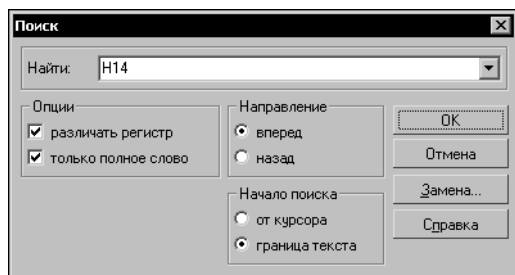 Поиск
Найти: H14
Опции
различать регистр
только полное слово
Направление
вперед
назад
Начало поиска
от курсора
граница текста
OK
Отмена
Замена...
Справка